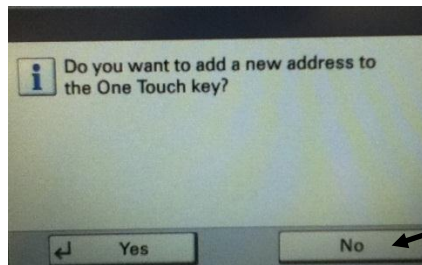 Do you want to add a new address to
the One Touch key?
Yes
No